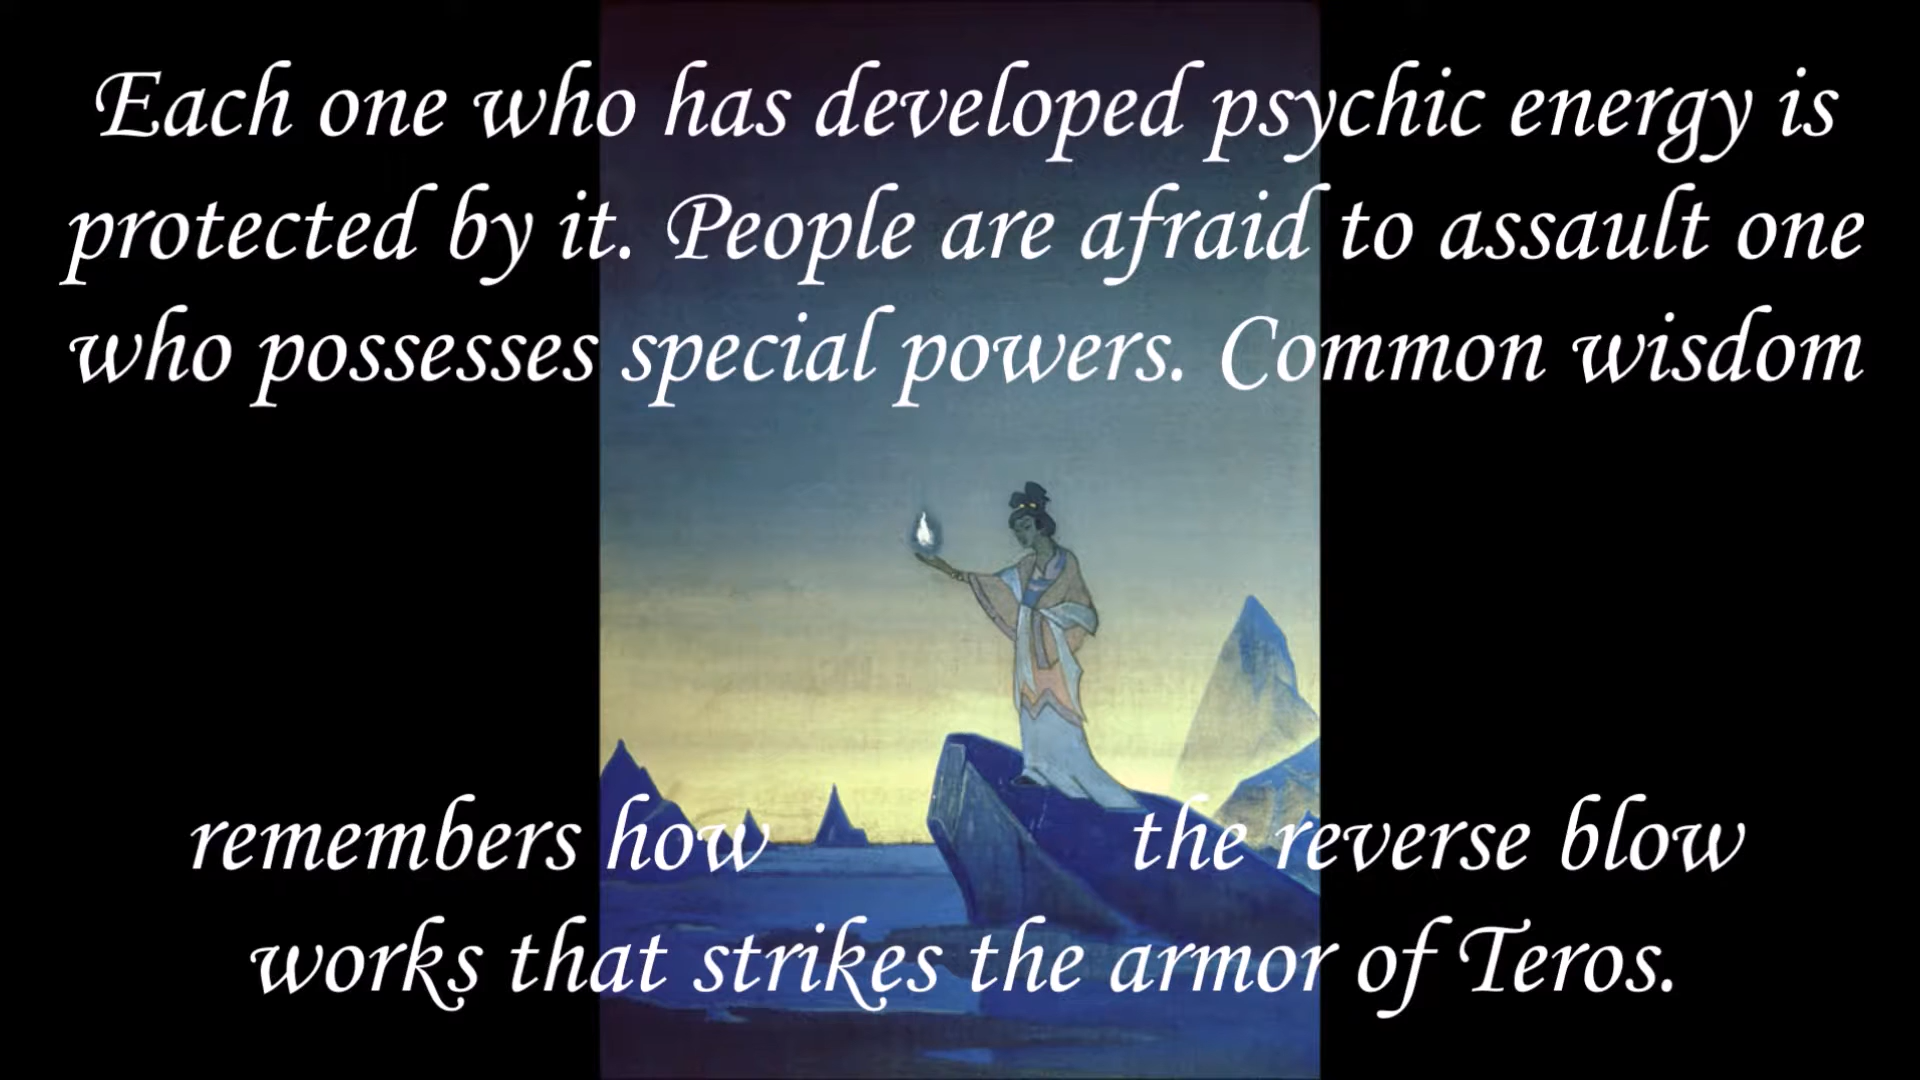 Each one who has developed psychic energy is
protected by it. People are afraid to assault one
who possesses special powers. Common wisdom
remembers how the reverse blow
works that strikes the armor of Teros.